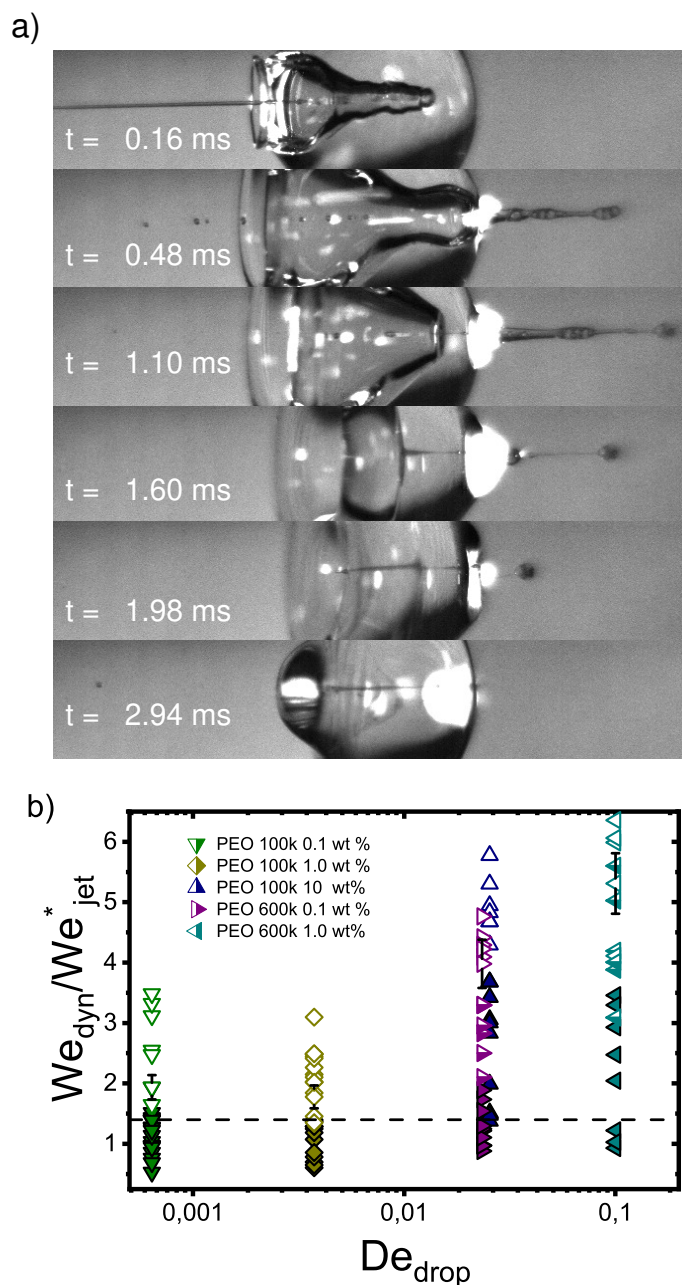 a)
t = 0.16 ms
t = 0.48 ms
t = 1.10 ms
t = 1.60 ms
t = 1.98 ms
t = 2.94 ms
b)
6
5
4
3
2
1
We_dyn/We*_jet
PEO 100k 0.1 wt %
PEO 100k 1.0 wt %
PEO 100k 10 wt%
PEO 600k 0.1 wt %
PEO 600k 1.0 wt%
0,001
0,01
0,1
De_drop